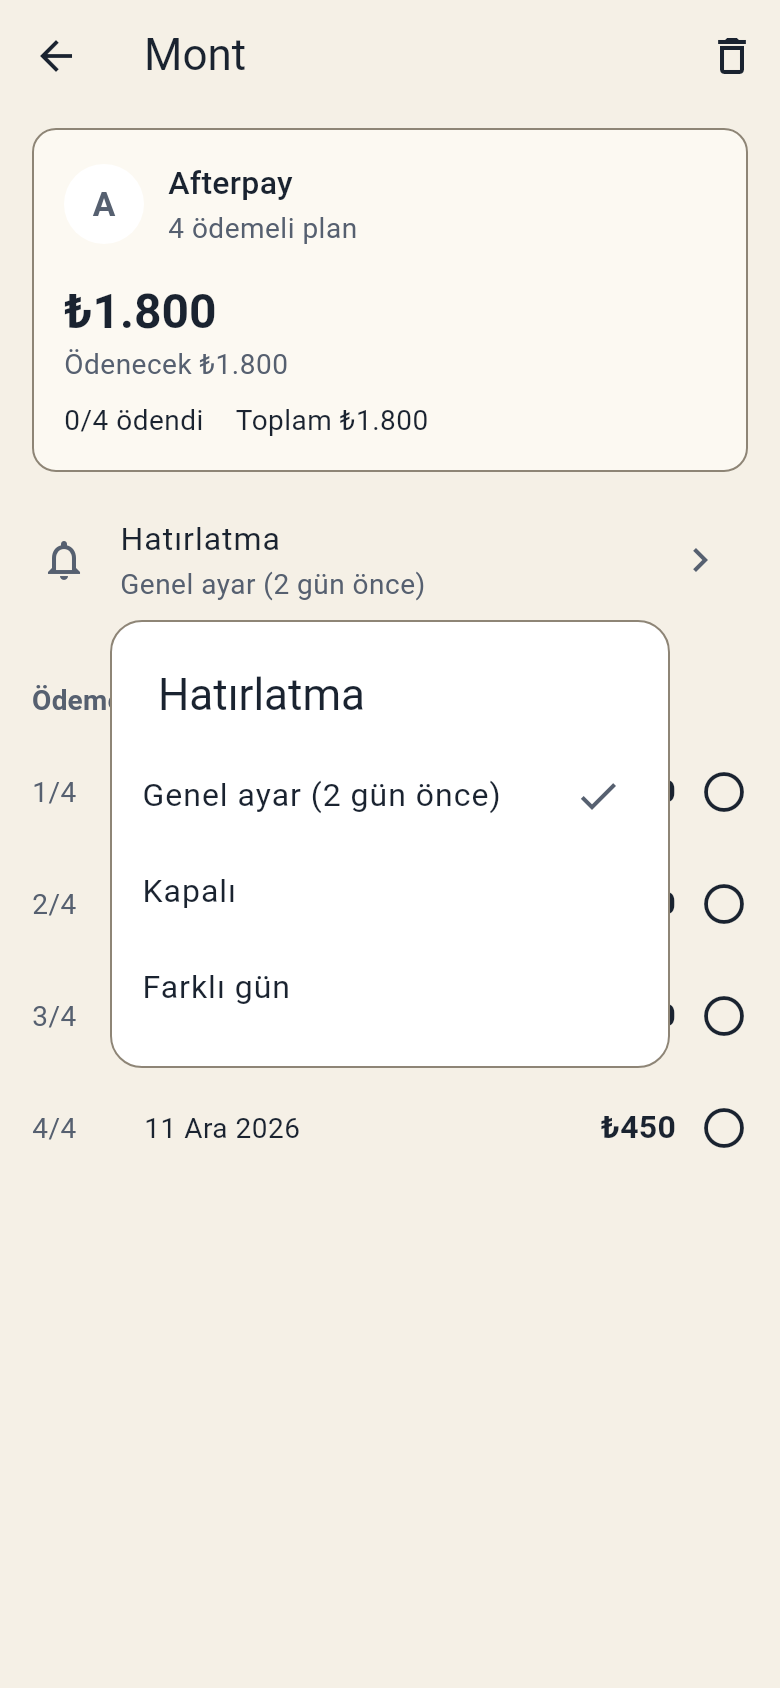 Mont
A
Afterpay
4 ödemeli plan
₺1.800
Ödenecek ₺1.800
0/4 ödendi Toplam ₺1.800
Hatırlatma
Genel ayar (2 gün önce)
Hatırlatma
Genel ayar (2 gün önce)
Kapalı
Farklı gün
1/4
2/4
3/4
4/4 11 Ara 2026 ₺450